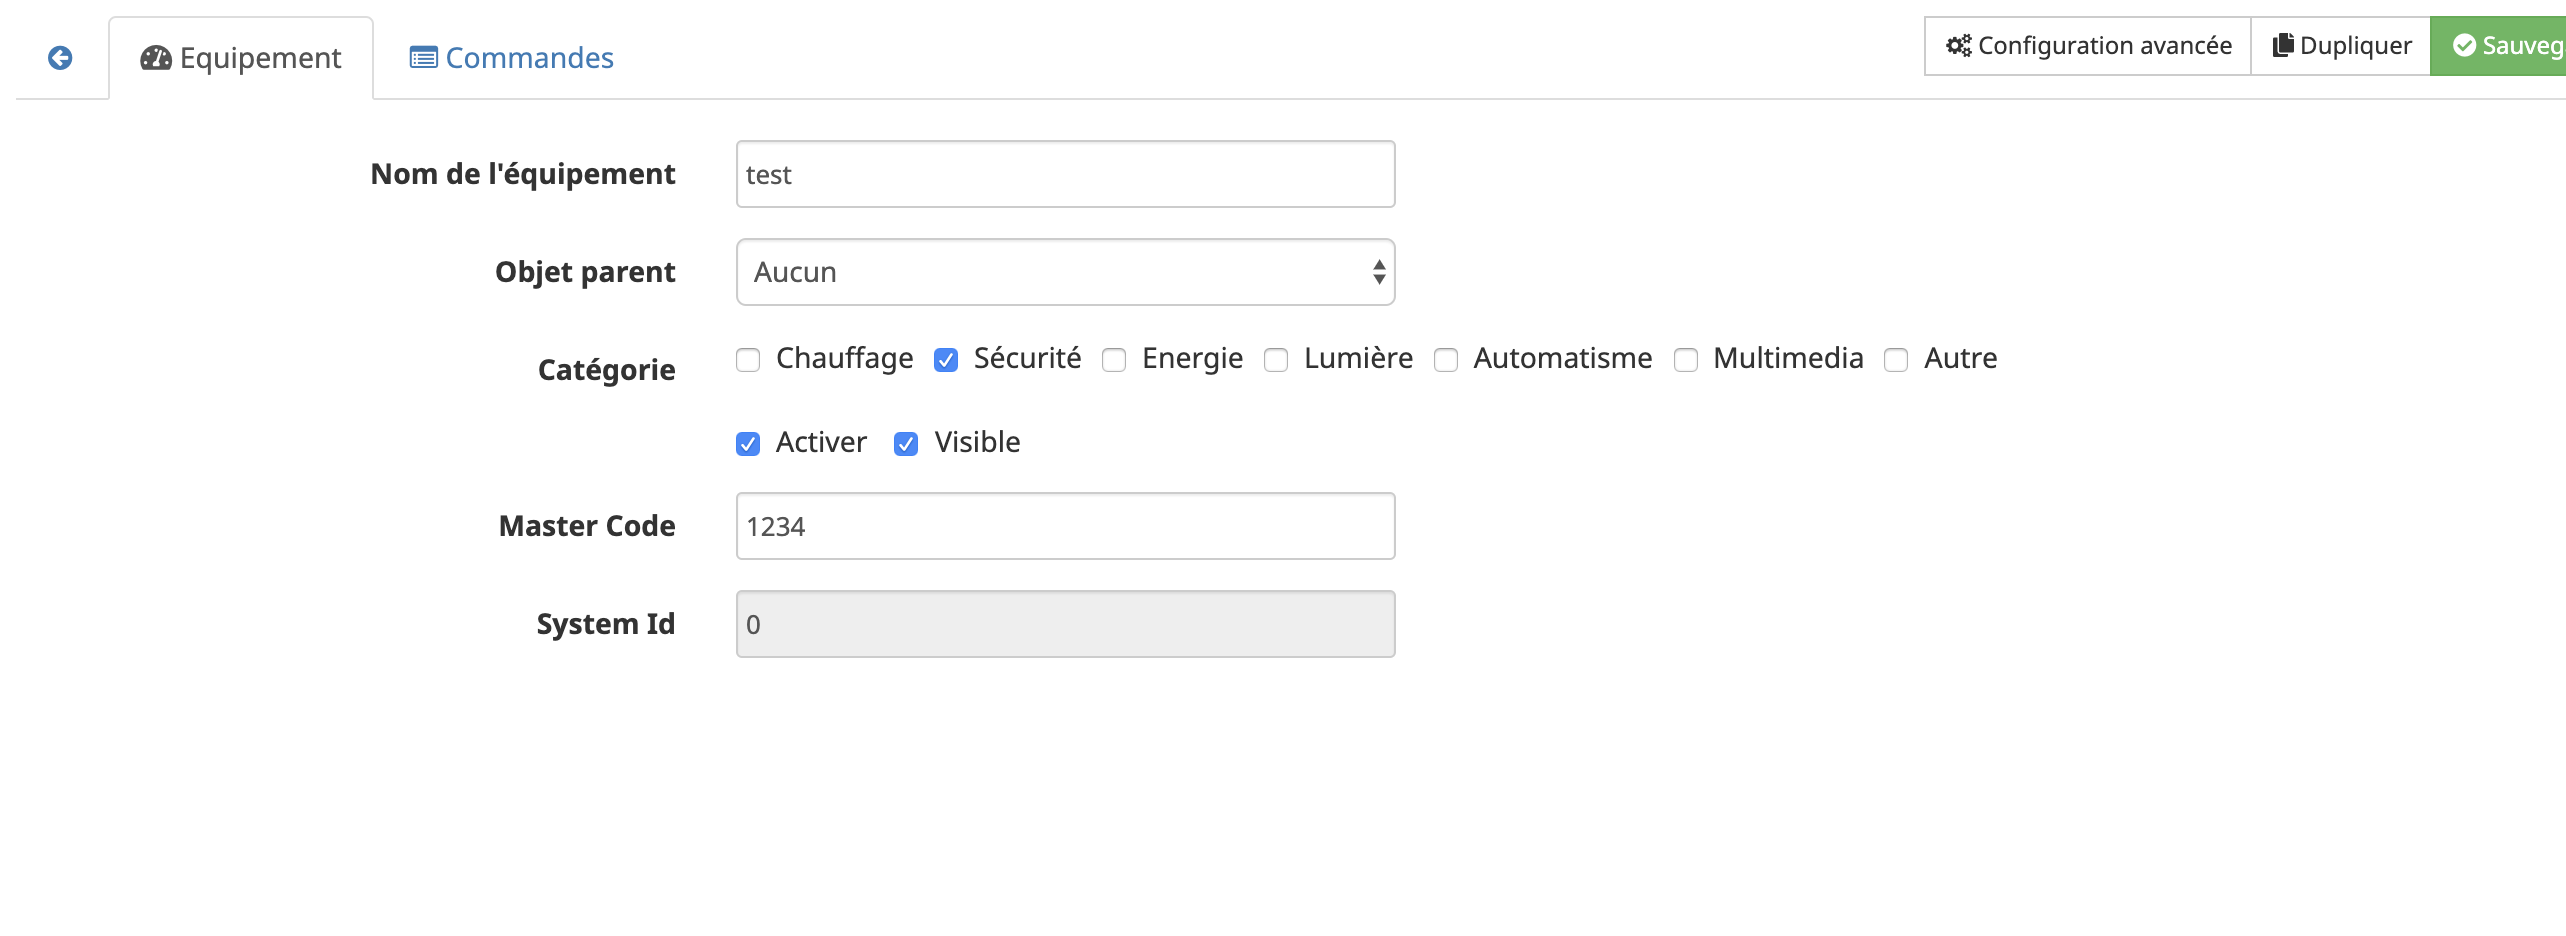 Equipement Commandes Configuration avancée Dupliquer Sauveg
Nom de l'équipement test
Objet parent Aucun
Catégorie Chauffage Sécurité Energie Lumière Automatisme Multimedia Autre
Activer Visible
Master Code 1234
System Id 0